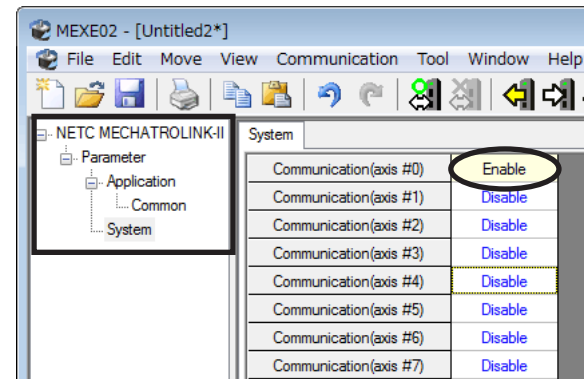 MEXE02 - [Untitled2*]
File Edit Move View Communication Tool Window Help
NETC MECHATROLINK-II
Parameter
Application
Common
System
System
Communication(axis #0) Enable
Communication(axis #1) Disable
Communication(axis #2) Disable
Communication(axis #3) Disable
Communication(axis #4) Disable
Communication(axis #5) Disable
Communication(axis #6) Disable
Communication(axis #7) Disable